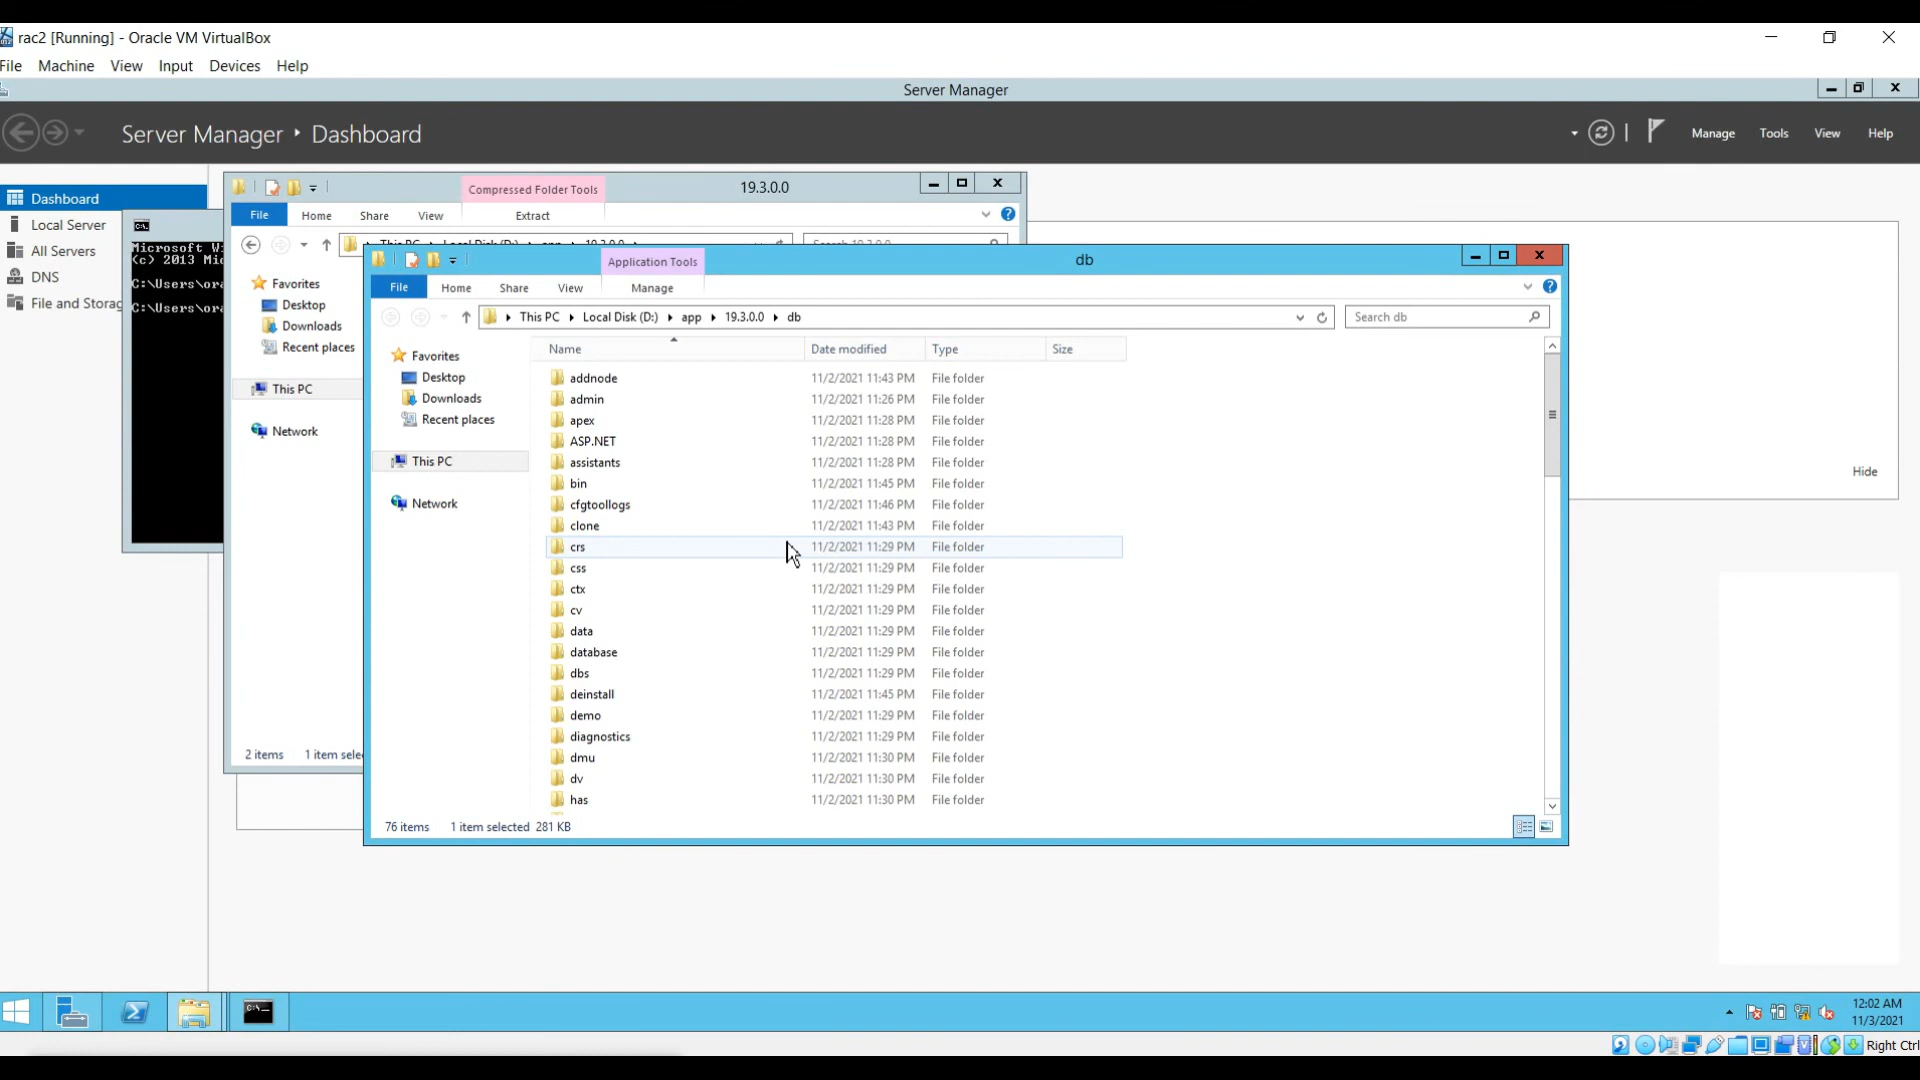 rac2 [Running] - Oracle VM VirtualBox
File Machine View Input Devices Help
Server Manager
Server Manager Dashboard
Manage Tools View Help
Dashboard
Local Server
All Servers
DNS
File and Storag
Microsoft W
(c) 2013 Mic
C:\Users\ora
C:\Users\ora
Compressed Folder Tools
19.3.0.0
File Home Share View Extract
Favorites
Desktop
Downloads
Recent places
This PC
Network
2 items 1 item sele
Application Tools
db
File Home Share View Manage
This PC Local Disk (D:) app 19.3.0.0 db
Search db
Favorites
Desktop
Downloads
Recent places
This PC
Network
Name Date modified Type Size
addnode 11/2/2021 11:43 PM File folder
admin 11/2/2021 11:26 PM File folder
apex 11/2/2021 11:28 PM File folder
ASP.NET 11/2/2021 11:28 PM File folder
assistants 11/2/2021 11:28 PM File folder
bin 11/2/2021 11:45 PM File folder
cfgtoollogs 11/2/2021 11:46 PM File folder
clone 11/2/2021 11:43 PM File folder
crs 11/2/2021 11:29 PM File folder
css 11/2/2021 11:29 PM File folder
ctx 11/2/2021 11:29 PM File folder
cv 11/2/2021 11:29 PM File folder
data 11/2/2021 11:29 PM File folder
database 11/2/2021 11:29 PM File folder
dbs 11/2/2021 11:29 PM File folder
deinstall 11/2/2021 11:45 PM File folder
demo 11/2/2021 11:29 PM File folder
diagnostics 11/2/2021 11:29 PM File folder
dmu 11/2/2021 11:30 PM File folder
dv 11/2/2021 11:30 PM File folder
has 11/2/2021 11:30 PM File folder
76 items 1 item selected 281 KB
Hide
12:02 AM
11/3/2021
Right Ctrl